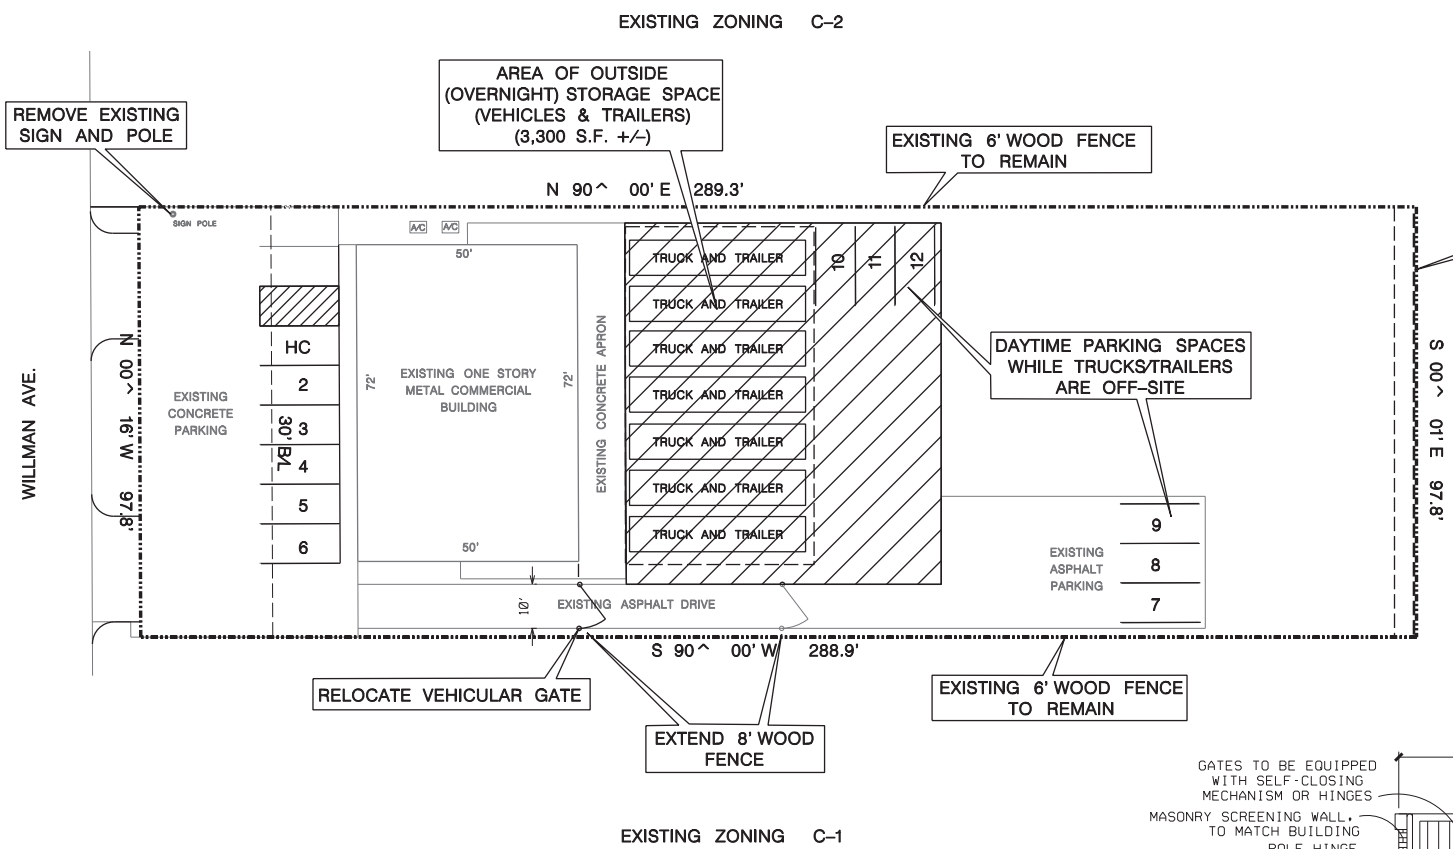 EXISTING ZONING C-2
REMOVE EXISTING
SIGN AND POLE
AREA OF OUTSIDE
(OVERNIGHT) STORAGE SPACE
(VEHICLES & TRAILERS)
(3,300 S.F. +/-)
EXISTING 6' WOOD FENCE
TO REMAIN
N 90^ 00' E 289.3'
SIGN POLE
A/C
A/C
50'
TRUCK AND TRAILER
10
11
12
TRUCK AND TRAILER
TRUCK AND TRAILER
TRUCK AND TRAILER
TRUCK AND TRAILER
TRUCK AND TRAILER
TRUCK AND TRAILER
DAYTIME PARKING SPACES
WHILE TRUCKS/TRAILERS
ARE OFF-SITE
HC
2
3
4
5
6
30' B/L
WILLMAN AVE.
N 00^ 16' W 97.8'
EXISTING
CONCRETE
PARKING
72'
EXISTING ONE STORY
METAL COMMERCIAL
BUILDING
72'
EXISTING CONCRETE APRON
S 00^ 01' E 97.8'
50'
9
8
7
EXISTING
ASPHALT
PARKING
10'
EXISTING ASPHALT DRIVE
S 90^ 00' W 288.9'
RELOCATE VEHICULAR GATE
EXTEND 8' WOOD
FENCE
EXISTING 6' WOOD FENCE
TO REMAIN
GATES TO BE EQUIPPED
WITH SELF-CLOSING
MECHANISM OR HINGES
MASONRY SCREENING WALL,
TO MATCH BUILDING
POLE HINGE
EXISTING ZONING C-1